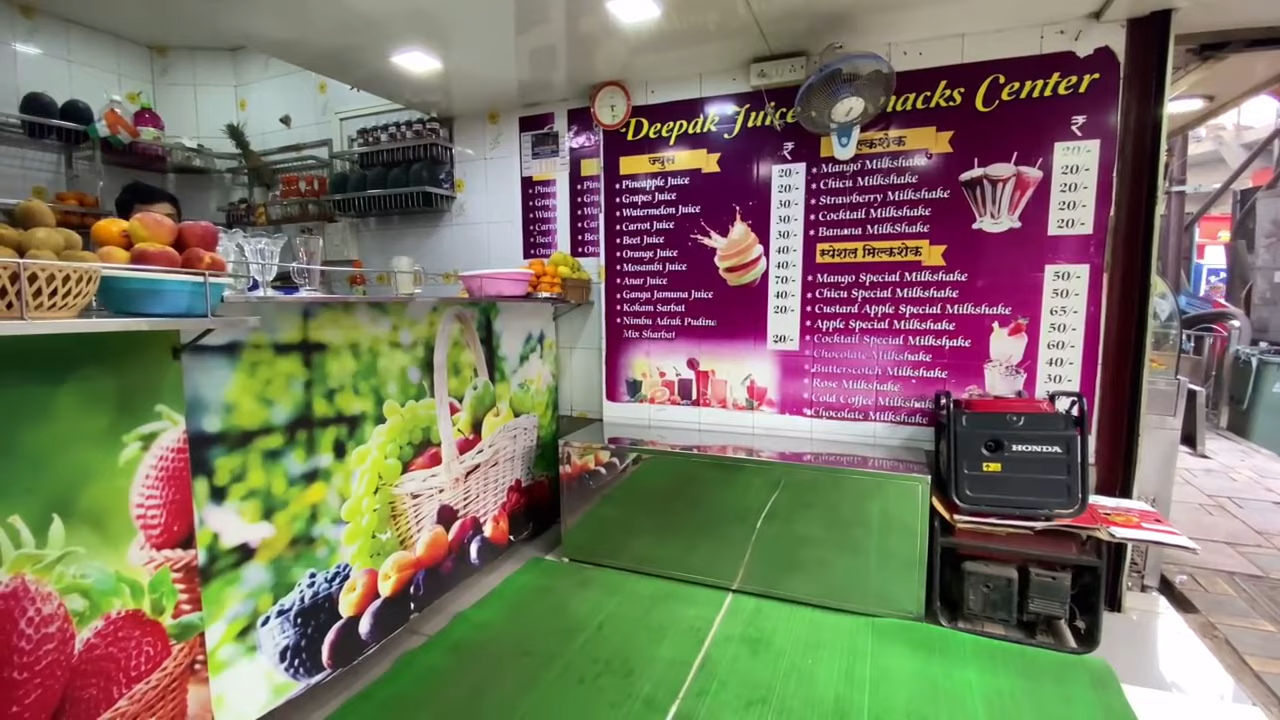 Deepak Juice
nacks Center
ज्युस
₹
Pineapple Juice
Grapes Juice
Watermelon Juice
Carrot Juice
Beet Juice
Orange Juice
Mosambi Juice
Anar Juice
Ganga Jamuna Juice
Kokam Sarbat
Nimbu Adrak Pudina
Mix Sharbat
20/-
20/-
30/-
30/-
30/-
40/-
40/-
70/-
40/-
20/-
20/-
ल्कशेक
₹
Mango Milkshake
Chicu Milkshake
Strawberry Milkshake
Cocktail Milkshake
Banana Milkshake
20/-
20/-
20/-
20/-
20/-
स्पेशल मिल्कशेक
Mango Special Milkshake
Chicu Special Milkshake
Custard Apple Special Milkshake
Apple Special Milkshake
Cocktail Special Milkshake
Chocolate Milkshake
Butterscotch Milkshake
Rose Milkshake
Cold Coffee Milkshake
Chocolate Milkshake
50/-
50/-
65/-
50/-
60/-
40/-
30/-
HONDA